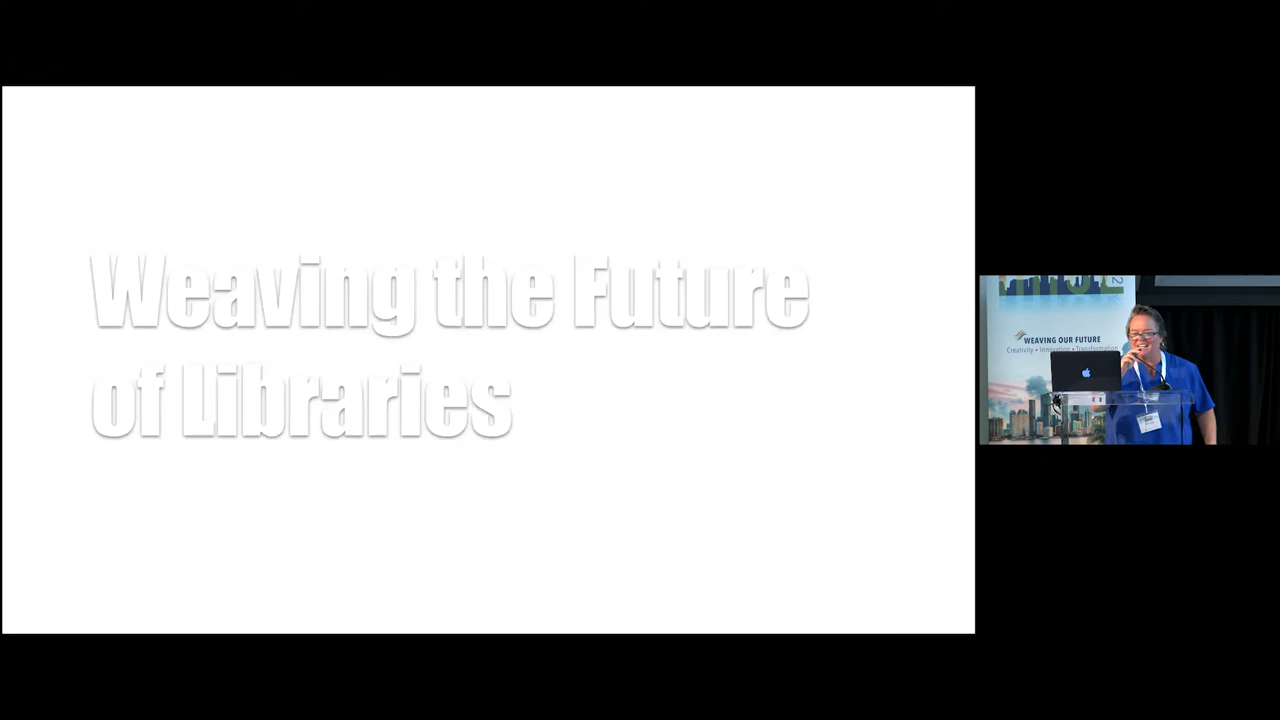 Weaving the Future
of Libraries
WEAVING OUR FUTURE
Creativity • Innovation • Transformation